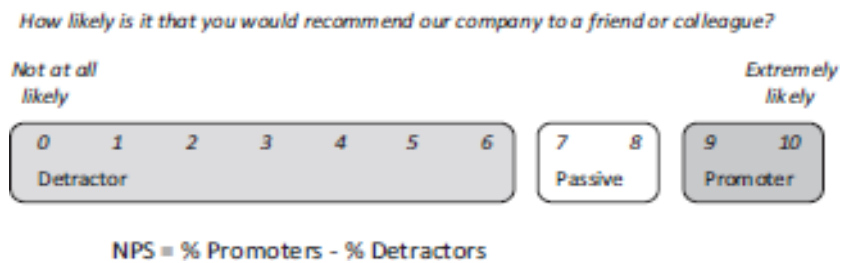 How likely is it that you would recommend our company to a friend or colleague?
Not at all
likely
Extremely
likely
0 1 2 3 4 5 6 7 8 9 10
Detractor Passive Promoter
NPS = % Promoters - % Detractors